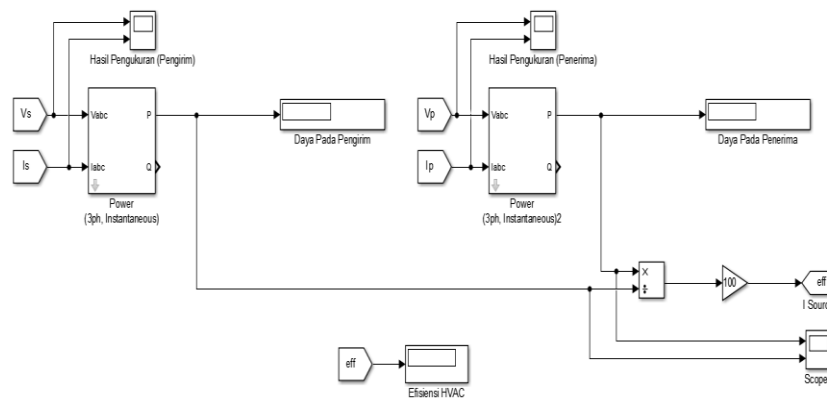 Hasil Pengukuran (Pengirim)
Vs
Is
Vabc
Iabc
P
Q
Power
(3ph, Instantaneous)
Daya Pada Pengirim
Hasil Pengukuran (Penerima)
Vp
Ip
Vabc
Iabc
P
Q
Power
(3ph, Instantaneous)2
Daya Pada Penerima
×
÷
100
eff
I Sour
Scope
eff
Efisiensi HVAC